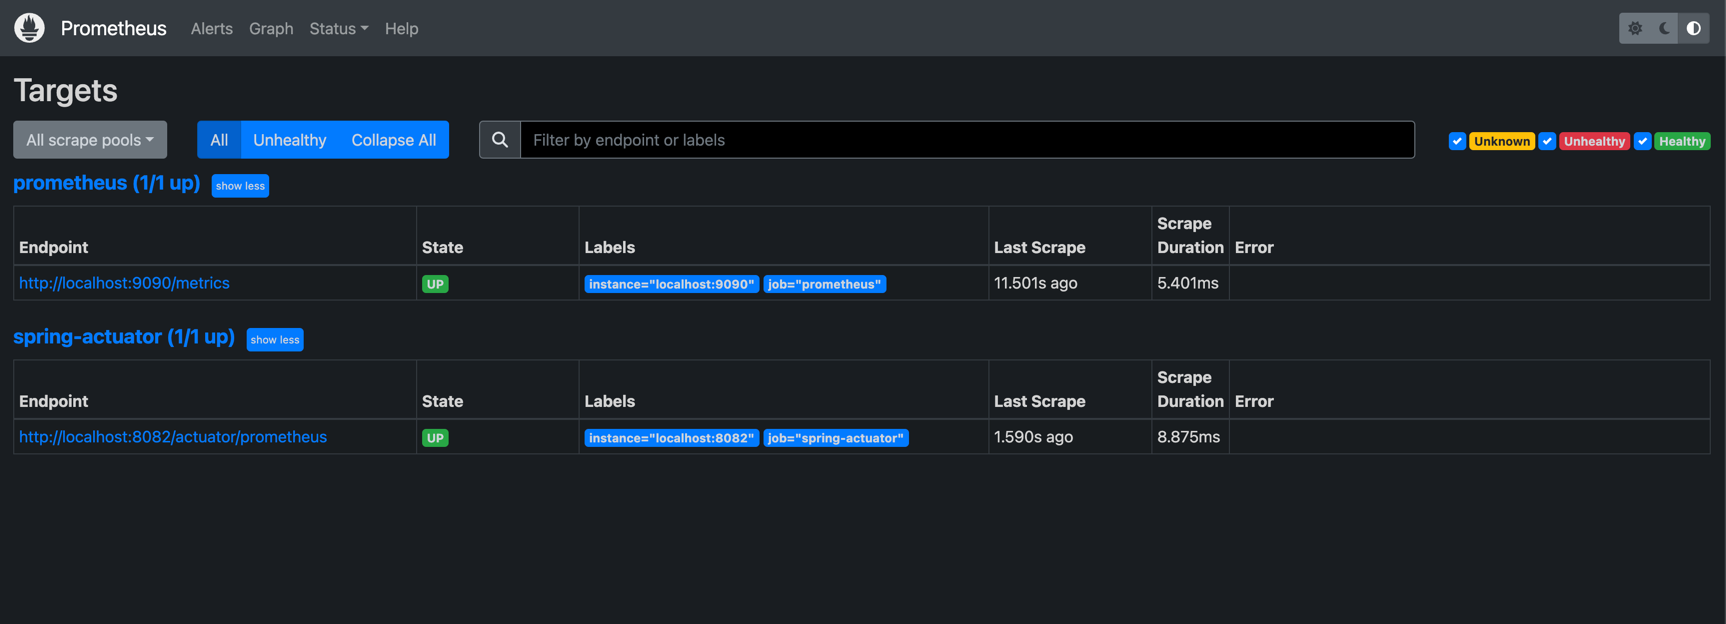 Prometheus Alerts Graph Status Help
Targets
All scrape pools All Unhealthy Collapse All Filter by endpoint or labels Unknown Unhealthy Healthy
prometheus (1/1 up) show less
Endpoint State Labels Last Scrape Scrape Duration Error
http://localhost:9090/metrics UP instance="localhost:9090" job="prometheus" 11.501s ago 5.401ms
spring-actuator (1/1 up) show less
Endpoint State Labels Last Scrape Scrape Duration Error
http://localhost:8082/actuator/prometheus UP instance="localhost:8082" job="spring-actuator" 1.590s ago 8.875ms